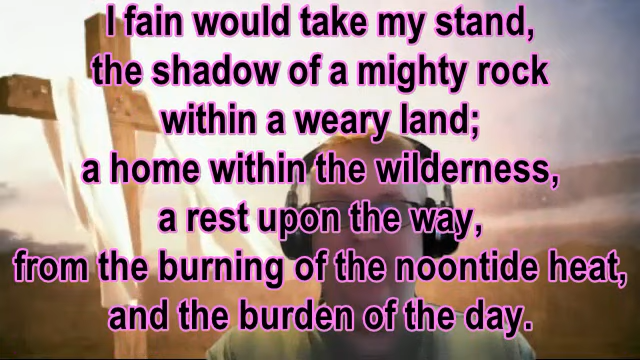 I fain would take my stand,
the shadow of a mighty rock
within a weary land;
a home within the wilderness,
a rest upon the way,
from the burning of the noontide heat,
and the burden of the day.